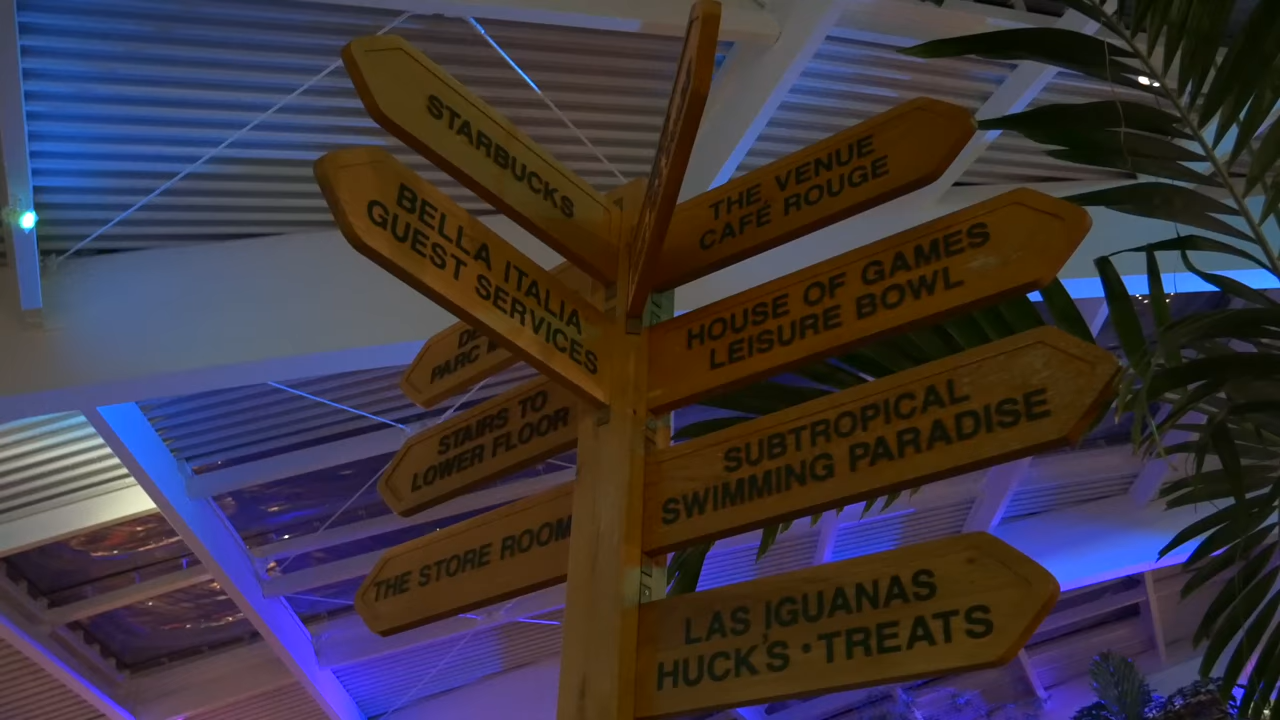 STARBUCKS
BELLA ITALIA
GUEST SERVICES
PARC
STAIRS TO
LOWER FLOOR
THE STORE ROOM
THE VENUE
CAFÉ ROUGE
HOUSE OF GAMES
LEISURE BOWL
SUBTROPICAL
SWIMMING PARADISE
LAS IGUANAS
HUCK'S • TREATS